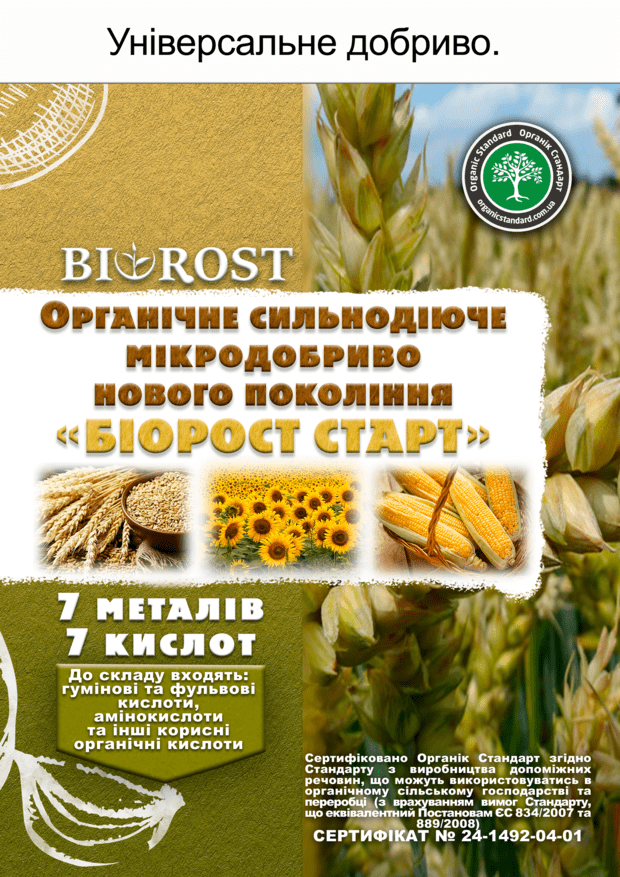 Універсальне добриво.
Organic Standard Органік Стандарт
organicstandard.com.ua
BIOROST
Органічне сильнодіюче
мікродобриво
нового покоління
«БІОРОСТ СТАРТ»
7 металів
7 кислот
До складу входять:
гумінові та фульвові
кислоти,
амінокислоти
та інші корисні
органічні кислоти
Сертифіковано Органік Стандарт згідно
Стандарту з виробництва допоміжних
речовин, що можуть використовуватись в
органічному сільському господарстві та
переробці (з врахуванням вимог Стандарту,
що еквівалентний Постановам ЄС 834/2007 та
889/2008)
СЕРТИФІКАТ № 24-1492-04-01